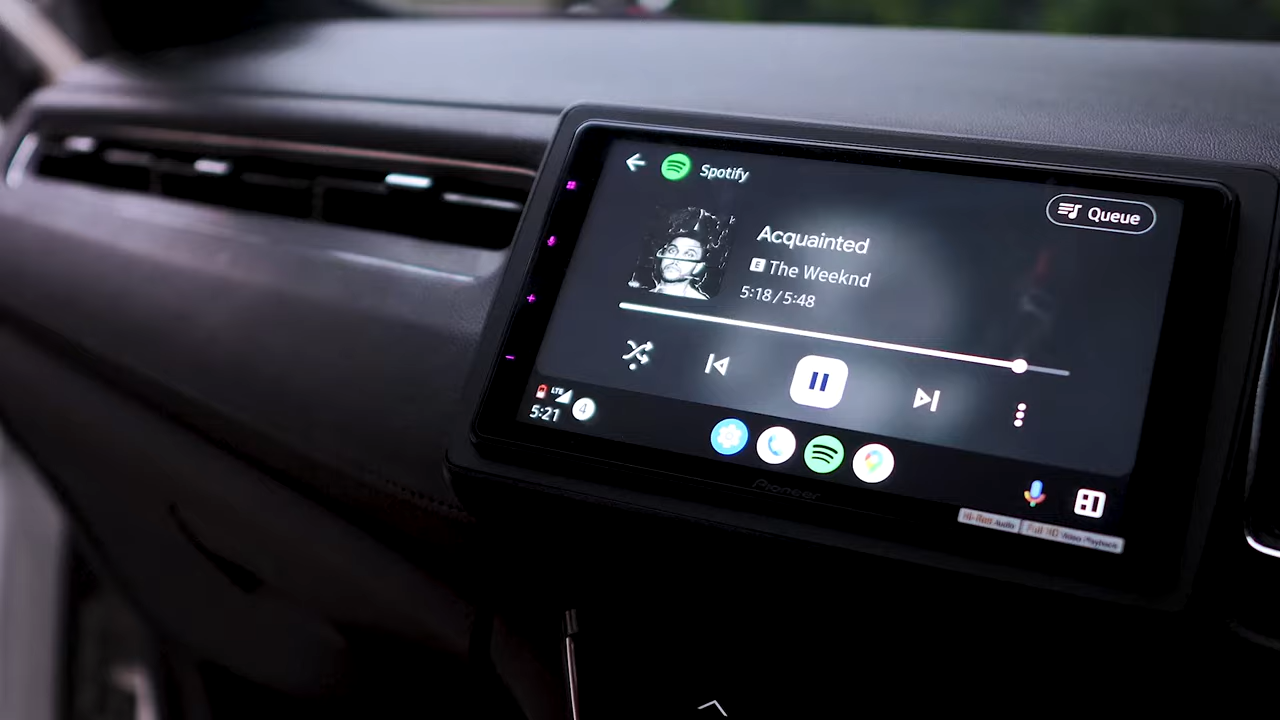 Spotify
Queue
Acquainted
E The Weeknd
5:18 / 5:48
LTE
5:21
4
Pioneer
Hi-Res Audio
Full HD Video Playback